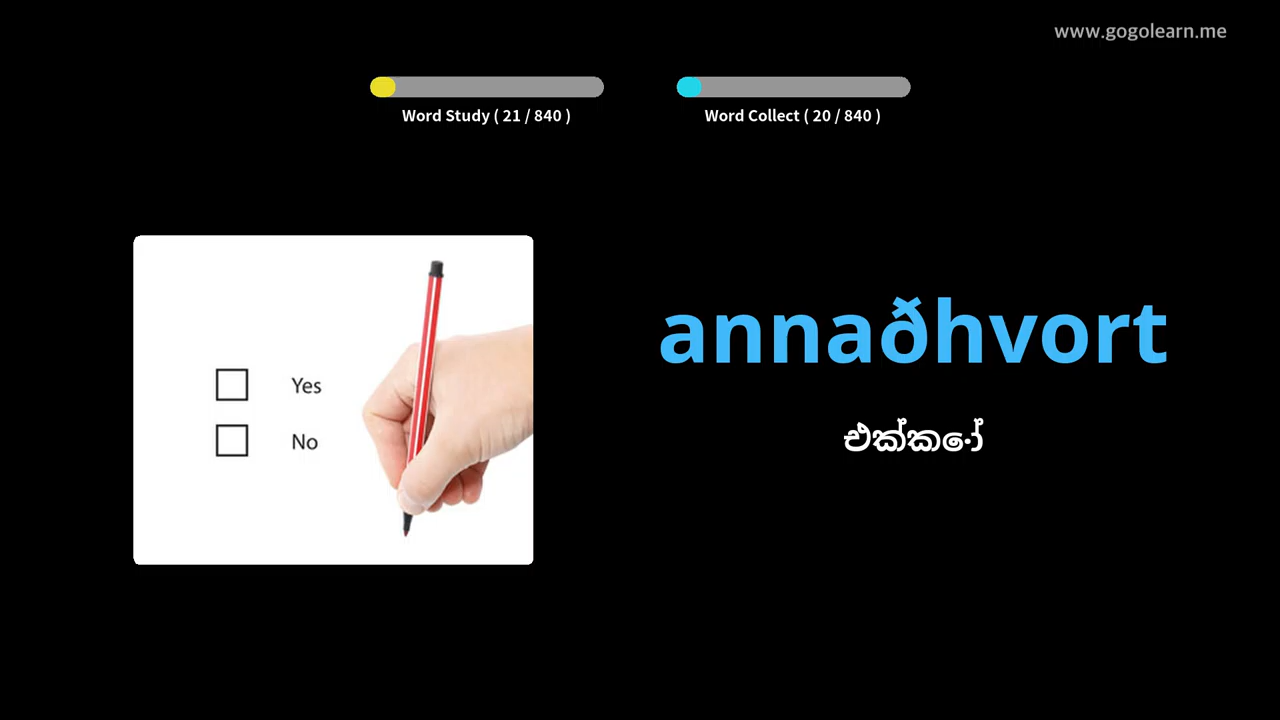 www.gogolearn.me
Word Study ( 21 / 840 )
Word Collect ( 20 / 840 )
Yes
No
annaðhvort
එක්කෝ